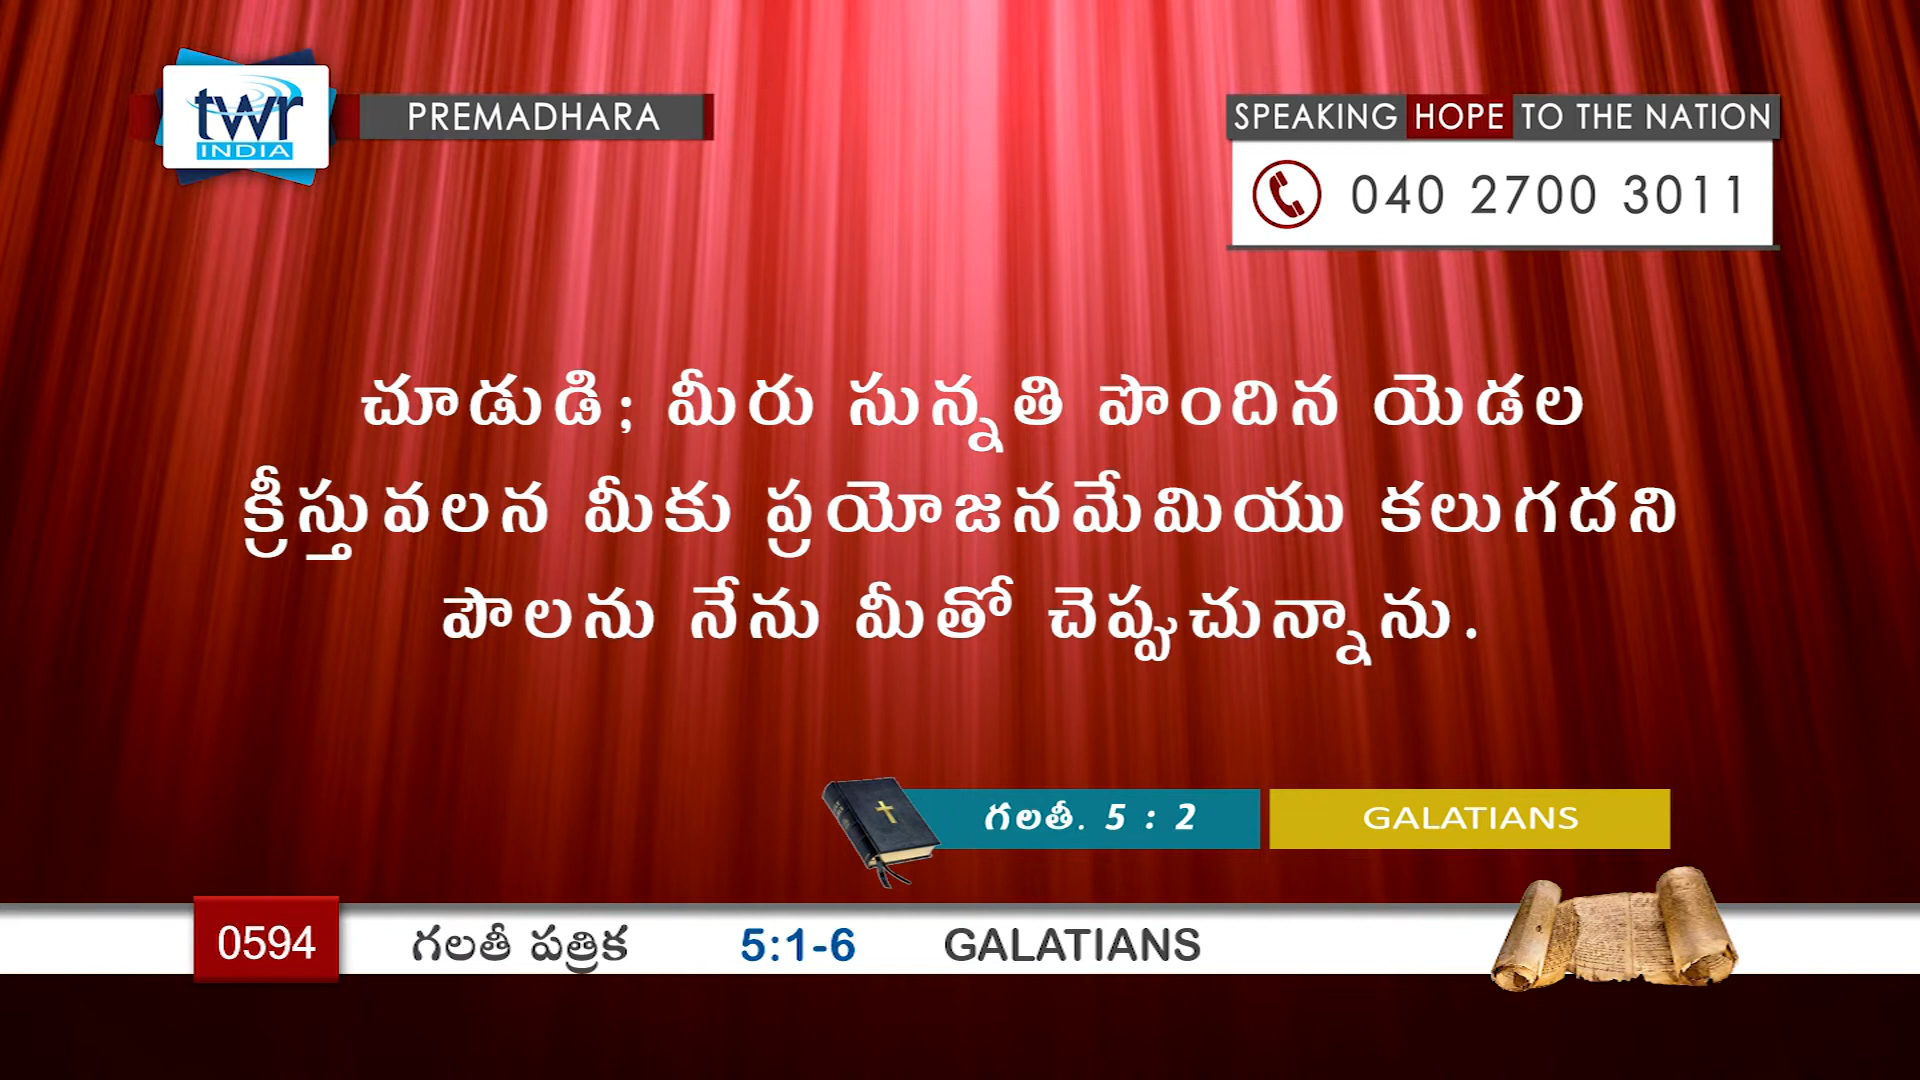 twr
INDIA
PREMADHARA
SPEAKING HOPE TO THE NATION
040 2700 3011
చూడుడి; మీరు సున్నతి పొందిన యెడల
క్రీస్తువలన మీకు ప్రయోజనమేమియు కలుగదని
పౌలను నేను మీతో చెప్పుచున్నాను.
గలతీ. 5 : 2
GALATIANS
0594 గలతీ పత్రిక 5:1-6 GALATIANS